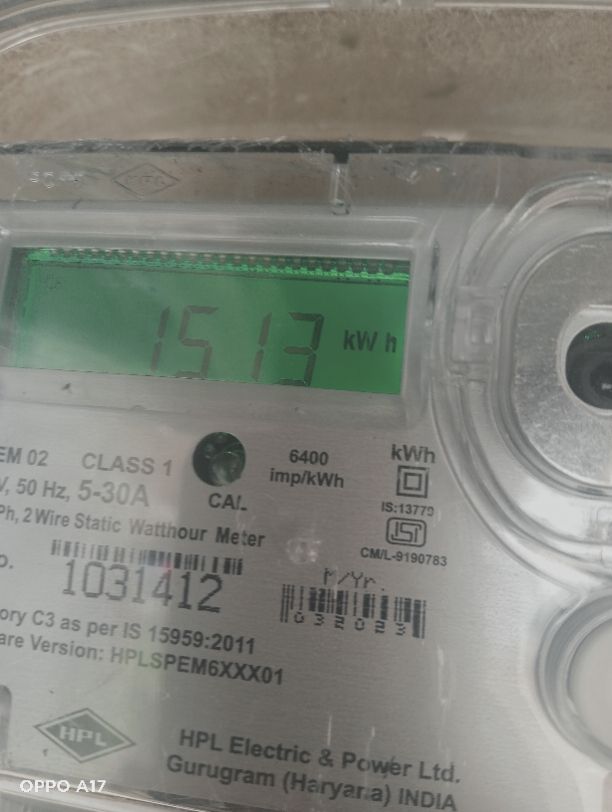 1513 kWh
EM 02 CLASS 1
6400
imp/kWh
kWh
V, 50 Hz, 5-30A
CAL
IS:13779
Ph, 2 Wire Static Watthour Meter
CM/L-9190783
o.
1031412
M/Yr.
032023
ory C3 as per IS 15959:2011
are Version: HPLSPEM6XXX01
HPL
HPL Electric & Power Ltd.
Gurugram (Haryana) INDIA
OPPO A17